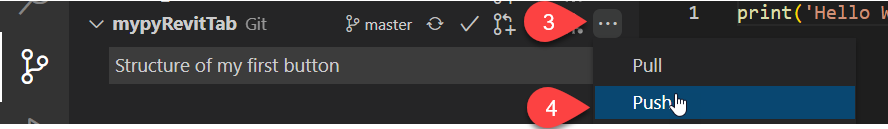 mypyRevitTab Git master 3 ... 1 print('Hello W
Structure of my first button
Pull
4 Push